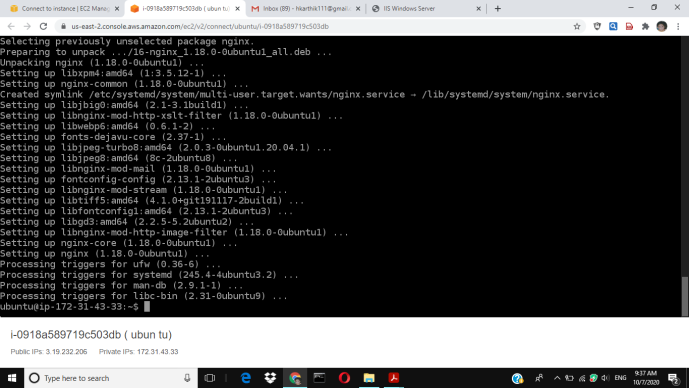 Connect to instance | EC2 Manag
i-0918a589719c503db ( ubun tu)
Inbox (89) - hkarthik111@gmail.
IIS Windows Server
us-east-2.console.aws.amazon.com/ec2/v2/connect/ubuntu/i-0918a589719c503db
Selecting previously unselected package nginx.
Preparing to unpack .../16-nginx_1.18.0-0ubuntu1_all.deb ...
Unpacking nginx (1.18.0-0ubuntu1) ...
Setting up libxpm4:amd64 (1:3.5.12-1) ...
Setting up nginx-common (1.18.0-0ubuntu1) ...
Created symlink /etc/systemd/system/multi-user.target.wants/nginx.service → /lib/systemd/system/nginx.service.
Setting up libjbig0:amd64 (2.1-3.1build1) ...
Setting up libnginx-mod-http-xslt-filter (1.18.0-0ubuntu1) ...
Setting up libwebp6:amd64 (0.6.1-2) ...
Setting up fonts-dejavu-core (2.37-1) ...
Setting up libjpeg-turbo8:amd64 (2.0.3-0ubuntu1.20.04.1) ...
Setting up libjpeg8:amd64 (8c-2ubuntu8) ...
Setting up libnginx-mod-mail (1.18.0-0ubuntu1) ...
Setting up fontconfig-config (2.13.1-2ubuntu3) ...
Setting up libnginx-mod-stream (1.18.0-0ubuntu1) ...
Setting up libtiff5:amd64 (4.1.0+git191117-2build1) ...
Setting up libfontconfig1:amd64 (2.13.1-2ubuntu3) ...
Setting up libgd3:amd64 (2.2.5-5.2ubuntu2) ...
Setting up libnginx-mod-http-image-filter (1.18.0-0ubuntu1) ...
Setting up nginx-core (1.18.0-0ubuntu1) ...
Setting up nginx (1.18.0-0ubuntu1) ...
Processing triggers for ufw (0.36-6) ...
Processing triggers for systemd (245.4-4ubuntu3.2) ...
Processing triggers for man-db (2.9.1-1) ...
Processing triggers for libc-bin (2.31-0ubuntu9) ...
ubuntu@ip-172-31-43-33:~$
i-0918a589719c503db ( ubun tu)
Public IPs: 3.19.232.206 Private IPs: 172.31.43.33
Type here to search
ENG
9:37 AM
10/7/2020